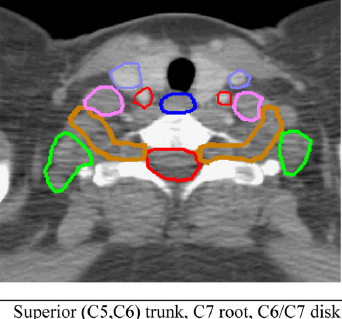 Superior (C5,C6) trunk, C7 root, C6/C7 disk